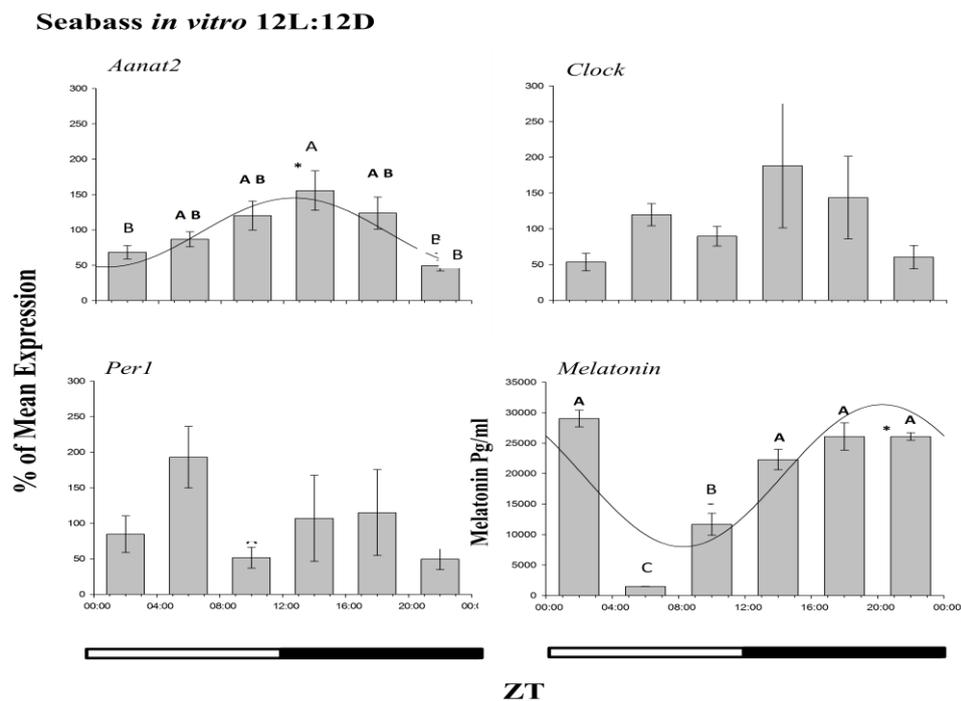 Seabass in vitro 12L:12D
Aanat2
300
250
200
150
100
50
0
B
A B
A B
A
*
A B
B
B
Clock
300
250
200
150
100
50
0
% of Mean Expression
Per1
300
250
200
150
100
50
0
00:00 04:00 08:00 12:00 16:00 20:00
Melatonin
Melatonin Pg/ml
35000
30000
25000
20000
15000
10000
5000
0
A
C
B
A
A
*
A
00:00 04:00 08:00 12:00 16:00 20:00 00:00
ZT